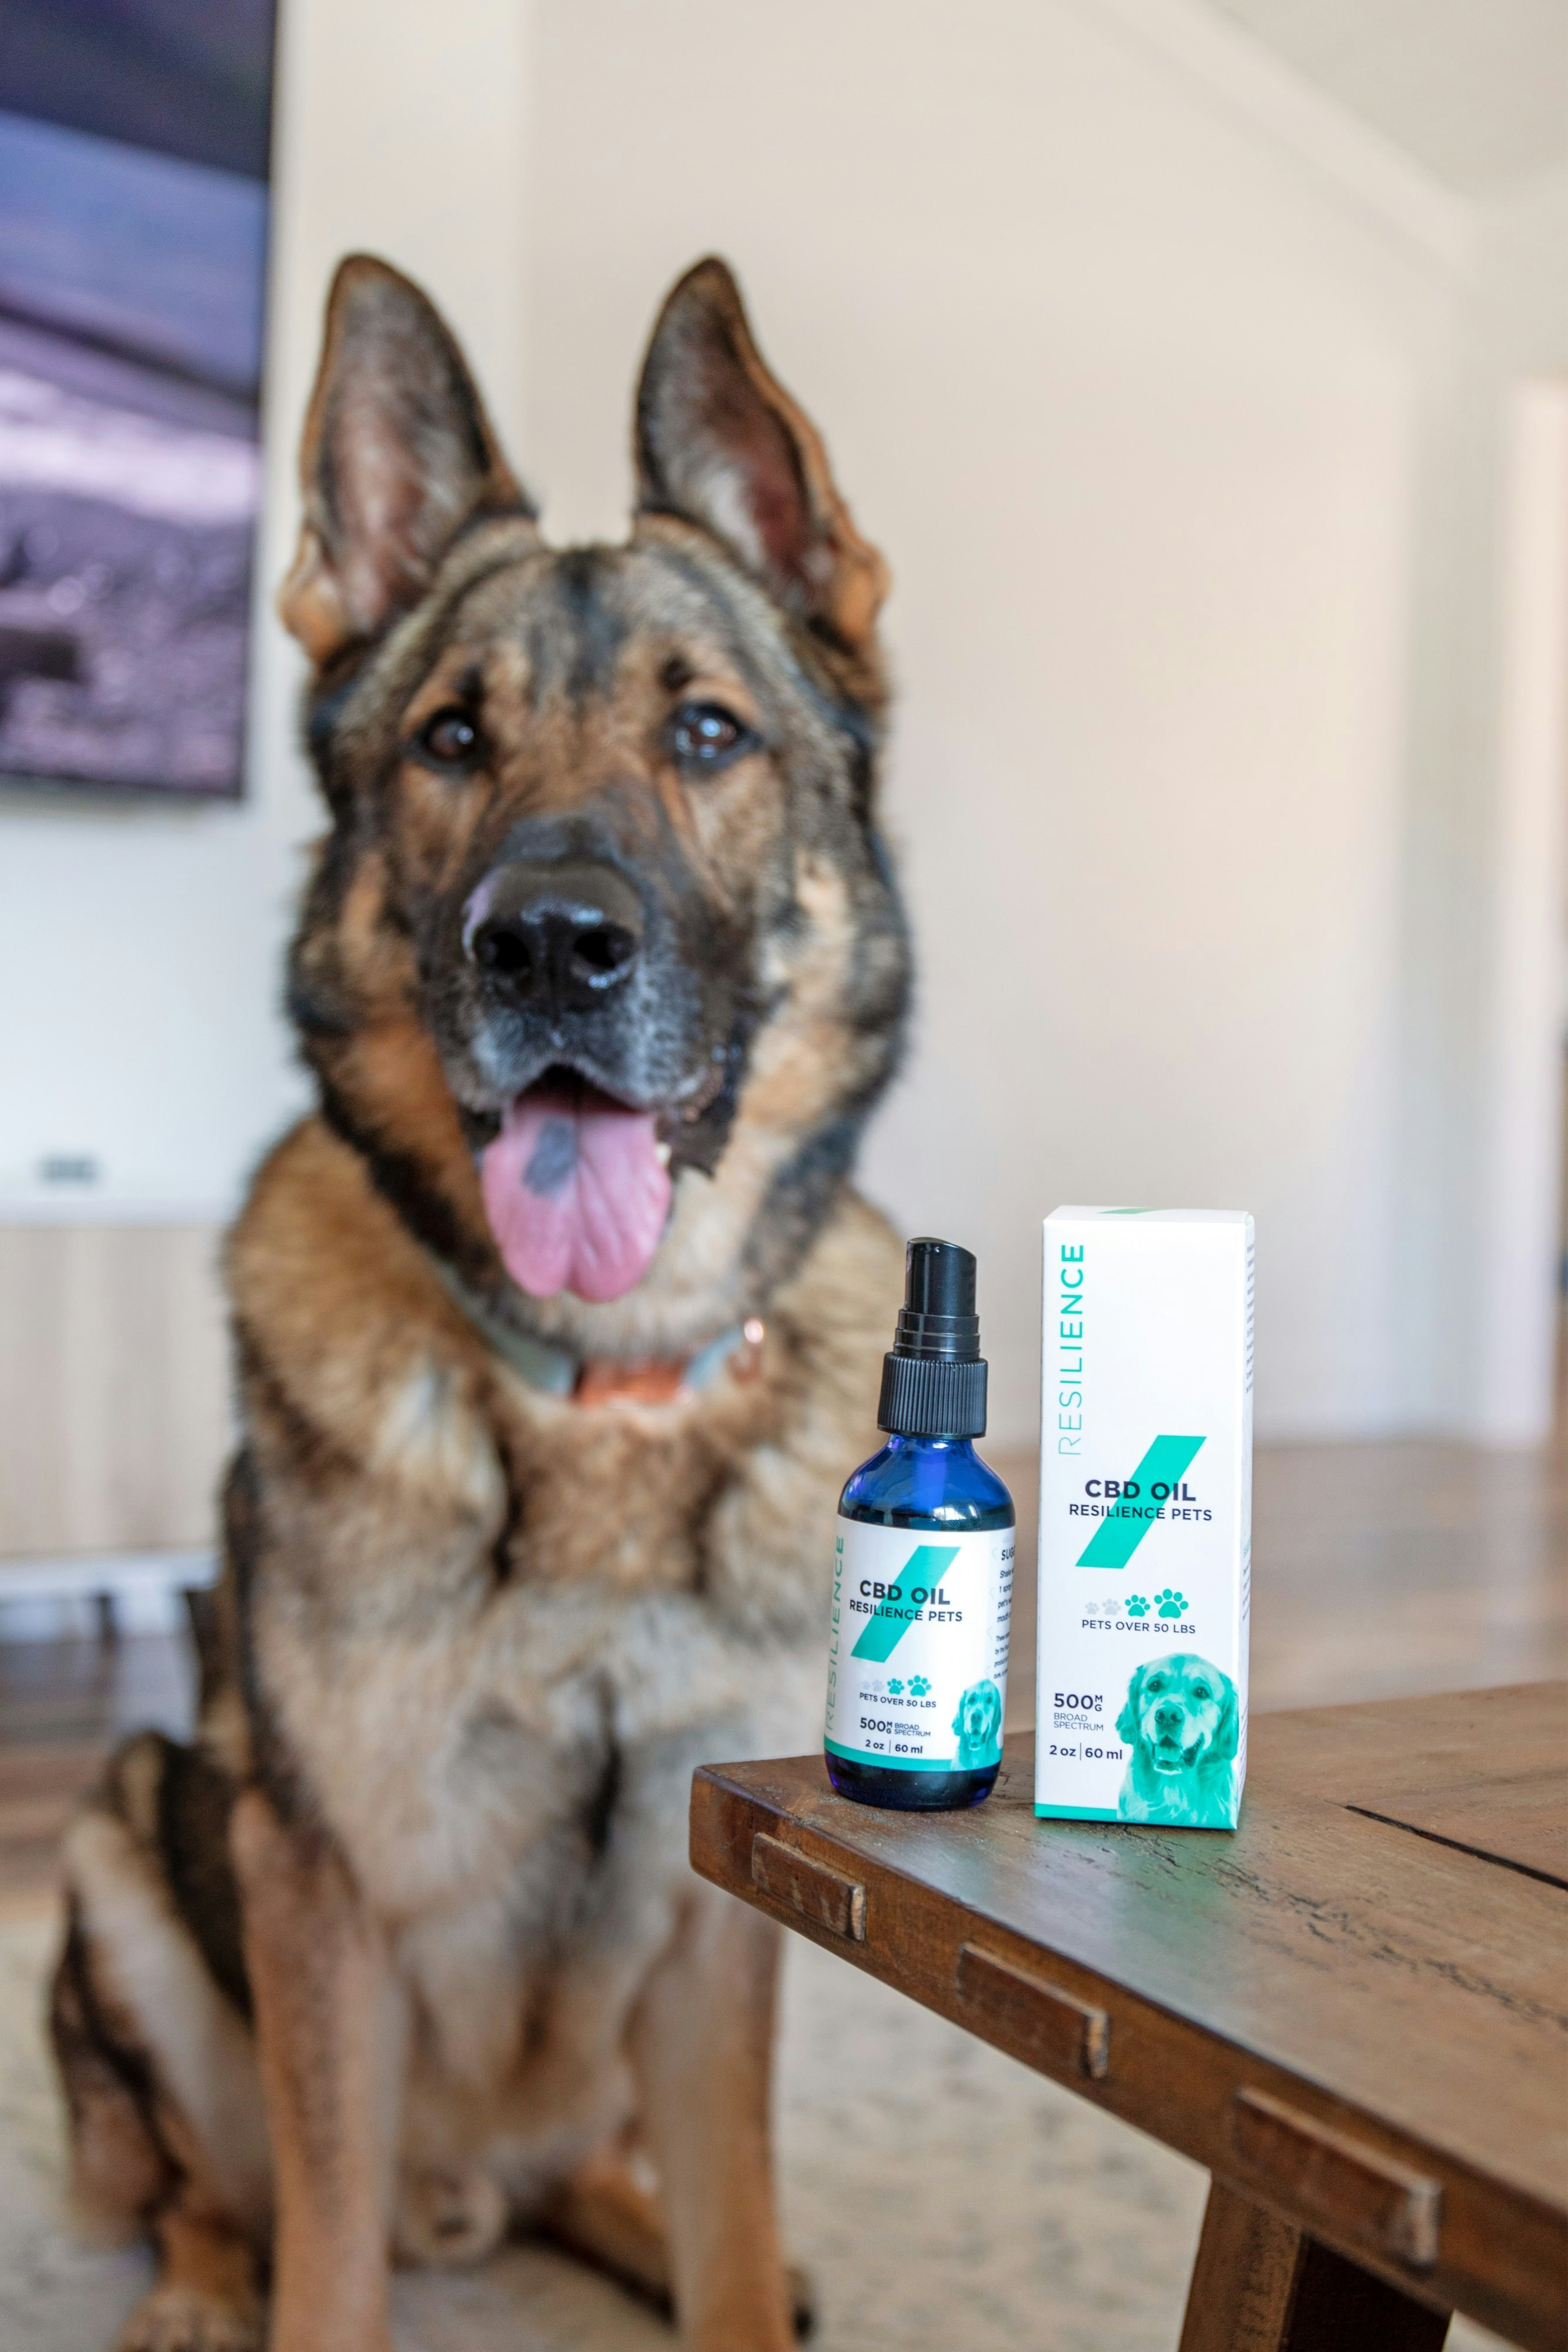 RESILIENCE
CBD OIL
RESILIENCE PETS
PETS OVER 50 LBS
500MG BROAD
SPECTRUM
2 oz | 60 ml
RESILIENCE
CBD OIL
RESILIENCE PETS
PETS OVER 50 LBS
500MG
BROAD
SPECTRUM
2 oz | 60 ml